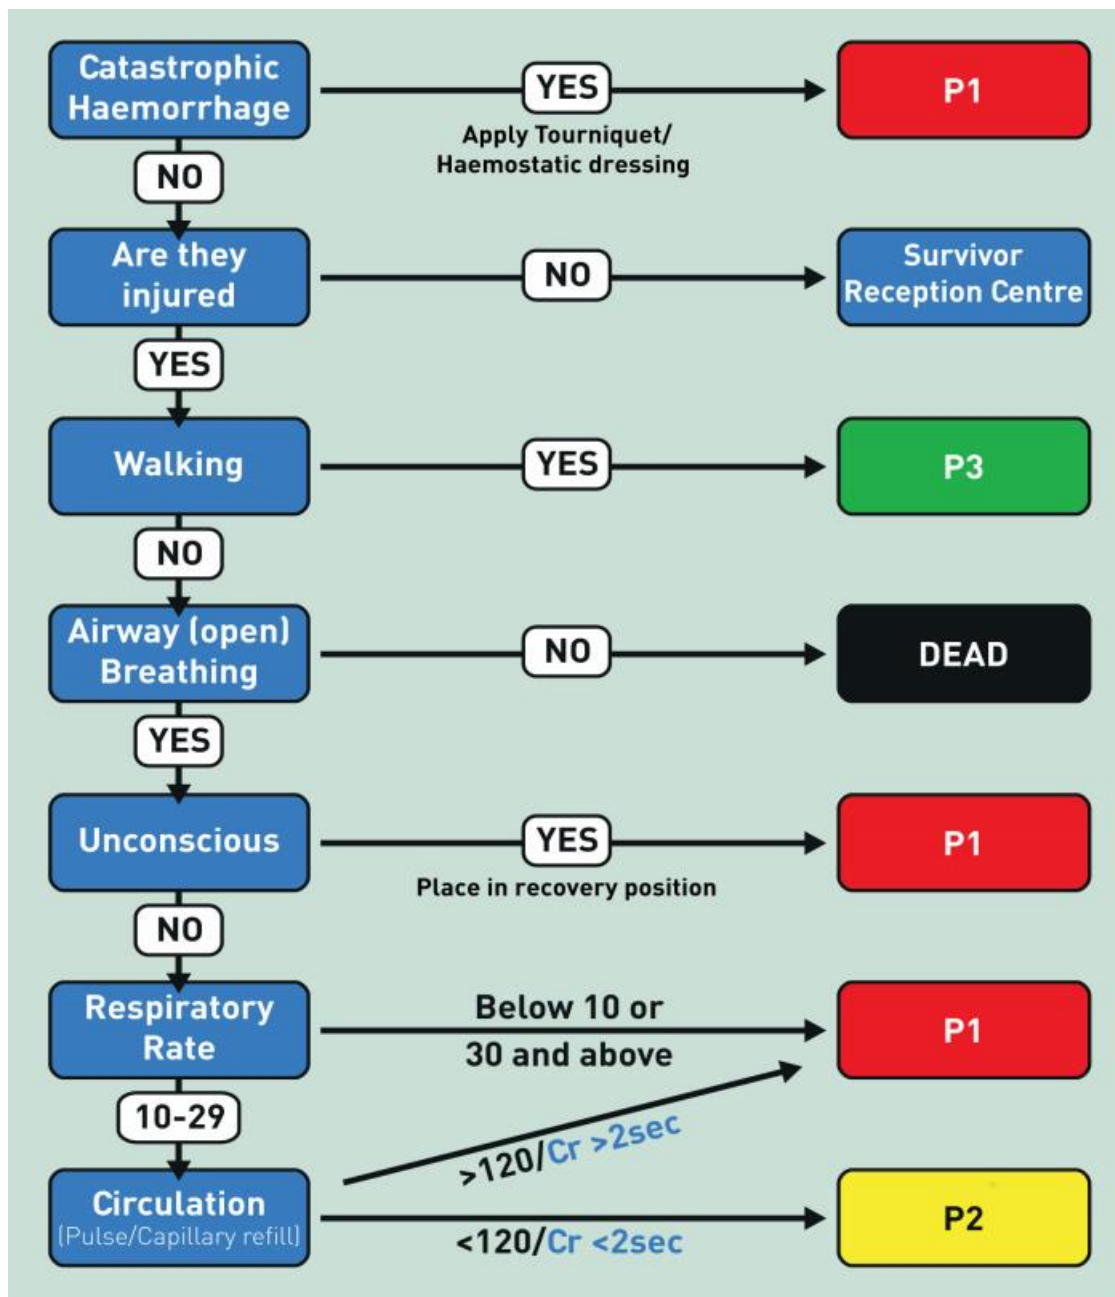 Catastrophic
Haemorrhage
YES
Apply Tourniquet/
Haemostatic dressing
P1
NO
Are they
injured
NO
Survivor
Reception Centre
YES
Walking
YES
P3
NO
Airway (open)
Breathing
NO
DEAD
YES
Unconscious
YES
Place in recovery position
P1
NO
Respiratory
Rate
Below 10 or
30 and above
P1
10-29
>120/Cr >2sec
Circulation
(Pulse/Capillary refill)
<120/Cr <2sec
P2